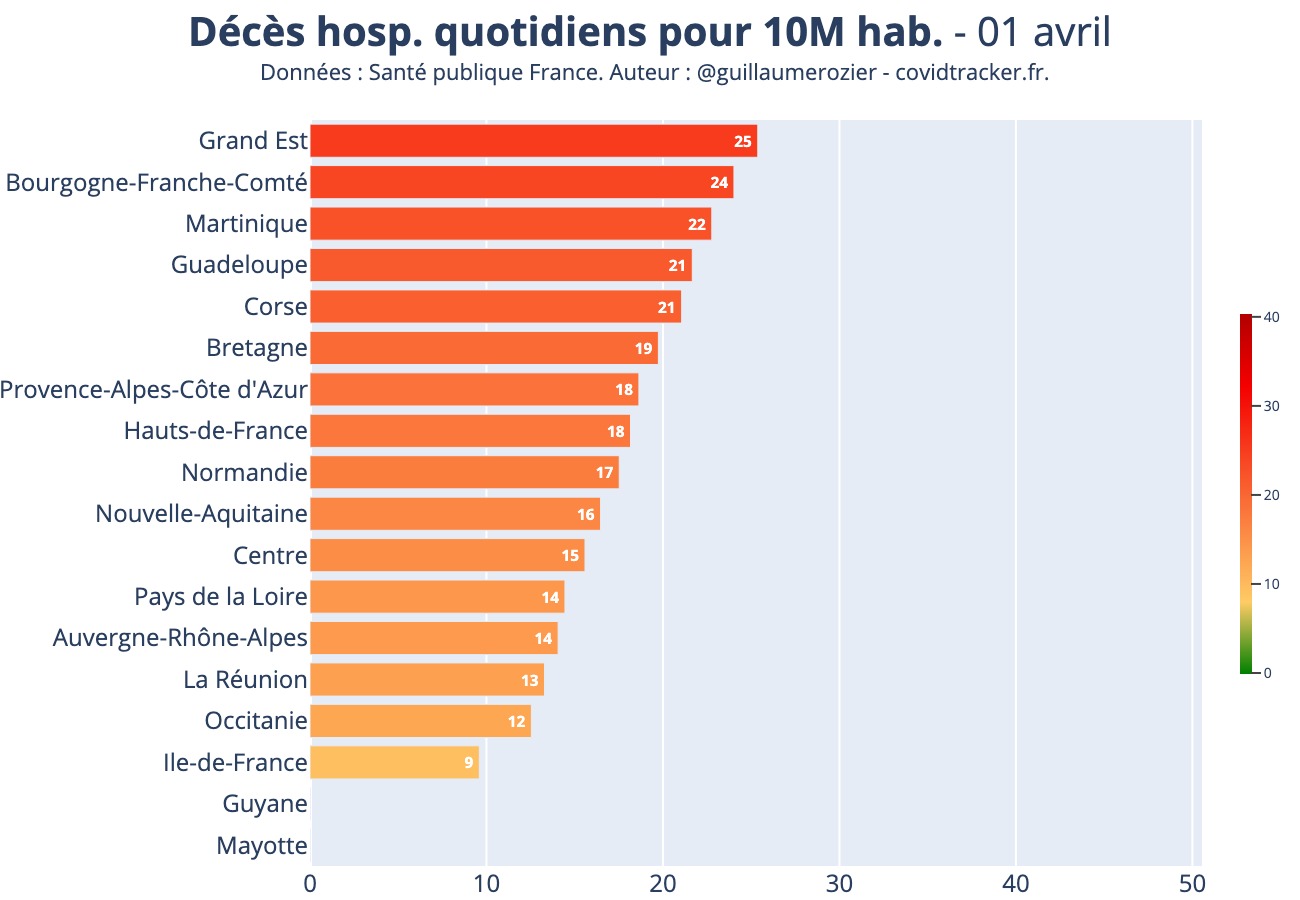 Décès hosp. quotidiens pour 10M hab. - 01 avril
Données : Santé publique France. Auteur : @guillaumerozier - covidtracker.fr.
Grand Est 25
Bourgogne-Franche-Comté 24
Martinique 22
Guadeloupe 21
Corse 21
Bretagne 19
Provence-Alpes-Côte d'Azur 18
Hauts-de-France 18
Normandie 17
Nouvelle-Aquitaine 16
Centre 15
Pays de la Loire 14
Auvergne-Rhône-Alpes 14
La Réunion 13
Occitanie 12
Ile-de-France 9
Guyane
Mayotte
0 10 20 30 40 50
40
30
20
10
0